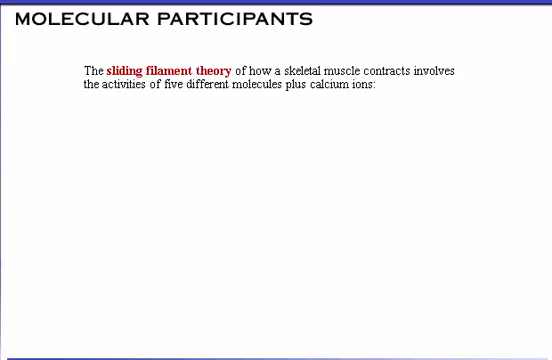 MOLECULAR PARTICIPANTS
The sliding filament theory of how a skeletal muscle contracts involves
the activities of five different molecules plus calcium ions: